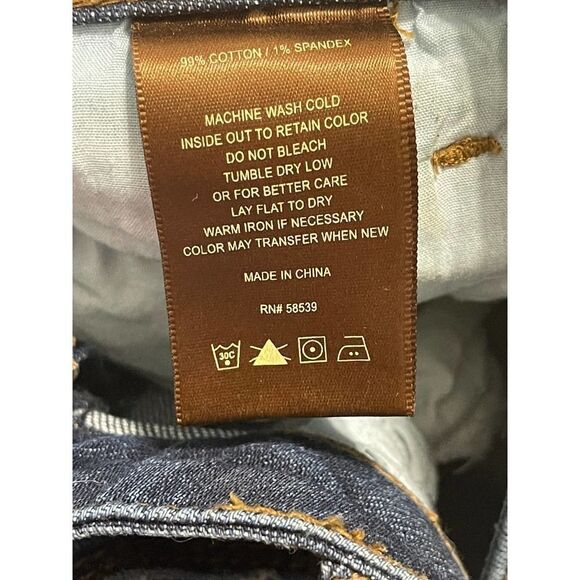 99% COTTON / 1% SPANDEX
MACHINE WASH COLD
INSIDE OUT TO RETAIN COLOR
DO NOT BLEACH
TUMBLE DRY LOW
OR FOR BETTER CARE
LAY FLAT TO DRY
WARM IRON IF NECESSARY
COLOR MAY TRANSFER WHEN NEW
MADE IN CHINA
RN# 58539
30C